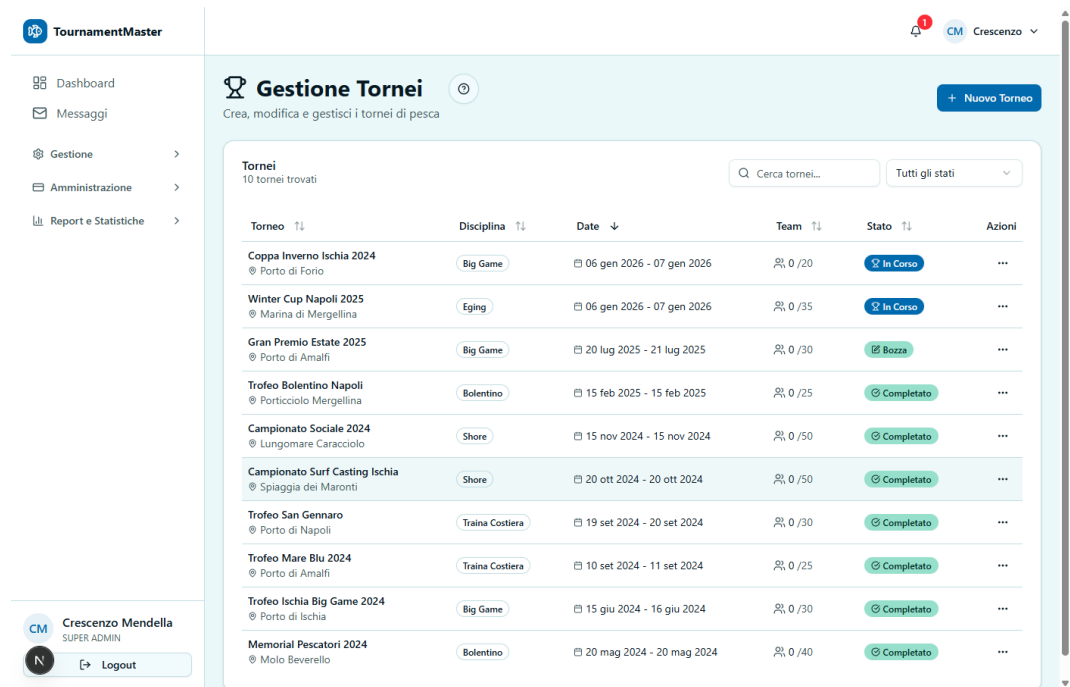 TournamentMaster
1
CM Crescenzo
Dashboard
Messaggi
Gestione
Amministrazione
Report e Statistiche
Gestione Tornei
Crea, modifica e gestisci i tornei di pesca
+ Nuovo Torneo
Tornei
10 tornei trovati
Cerca tornei...
Tutti gli stati
Torneo Disciplina Date Team Stato Azioni
Coppa Inverno Ischia 2024
Porto di Forio
Big Game
06 gen 2026 - 07 gen 2026
0 /20
In Corso
Winter Cup Napoli 2025
Marina di Mergellina
Eging
06 gen 2026 - 07 gen 2026
0 /35
In Corso
Gran Premio Estate 2025
Porto di Amalfi
Big Game
20 lug 2025 - 21 lug 2025
0 /30
Bozza
Trofeo Bolentino Napoli
Porticciolo Mergellina
Bolentino
15 feb 2025 - 15 feb 2025
0 /25
Completato
Campionato Sociale 2024
Lungomare Caracciolo
Shore
15 nov 2024 - 15 nov 2024
0 /50
Completato
Campionato Surf Casting Ischia
Spiaggia dei Maronti
Shore
20 ott 2024 - 20 ott 2024
0 /50
Completato
Trofeo San Gennaro
Porto di Napoli
Traina Costiera
19 set 2024 - 20 set 2024
0 /30
Completato
Trofeo Mare Blu 2024
Porto di Amalfi
Traina Costiera
10 set 2024 - 11 set 2024
0 /25
Completato
Trofeo Ischia Big Game 2024
Porto di Ischia
Big Game
15 giu 2024 - 16 giu 2024
0 /30
Completato
Memorial Pescatori 2024
Molo Beverello
Bolentino
20 mag 2024 - 20 mag 2024
0 /40
Completato
CM
Crescenzo Mendella
SUPER ADMIN
N
Logout